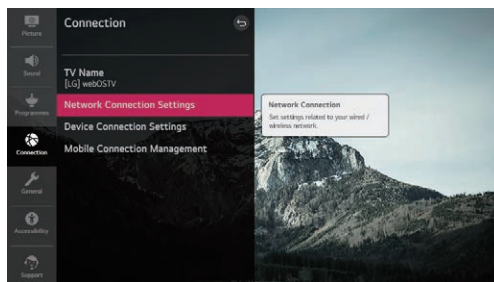 Picture
Sound
Programmes
Connection
General
Accessibility
Support
Connection
TV Name
[LG] webOSTV
Network Connection Settings
Device Connection Settings
Mobile Connection Management
Network Connection
Set settings related to your wired /
wireless network.